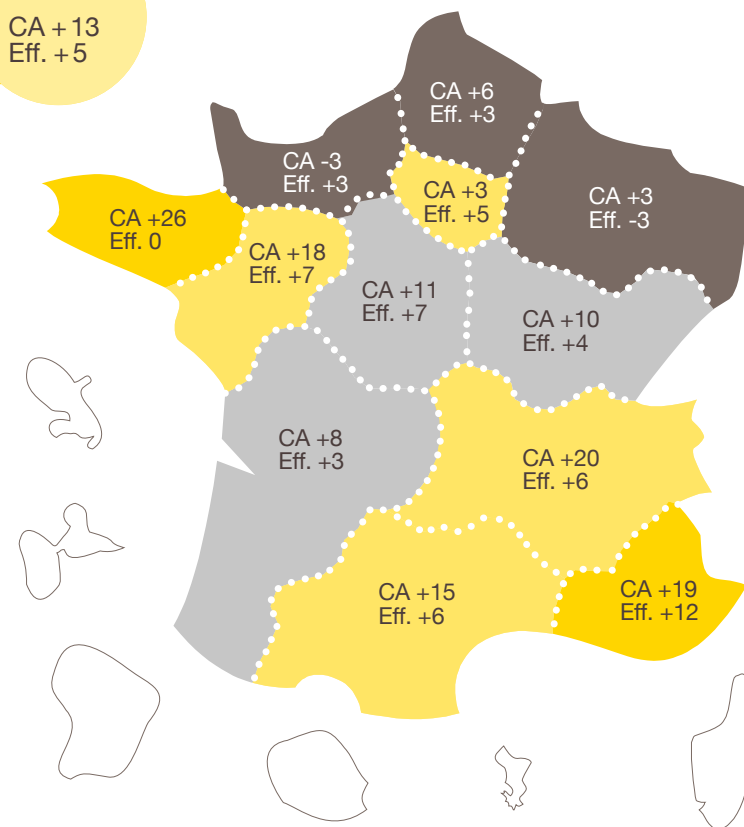 CA +13
Eff. +5
CA +6
Eff. +3
CA -3
Eff. +3
CA +3
Eff. +5
CA +3
Eff. -3
CA +26
Eff. 0
CA +18
Eff. +7
CA +11
Eff. +7
CA +10
Eff. +4
CA +8
Eff. +3
CA +20
Eff. +6
CA +15
Eff. +6
CA +19
Eff. +12